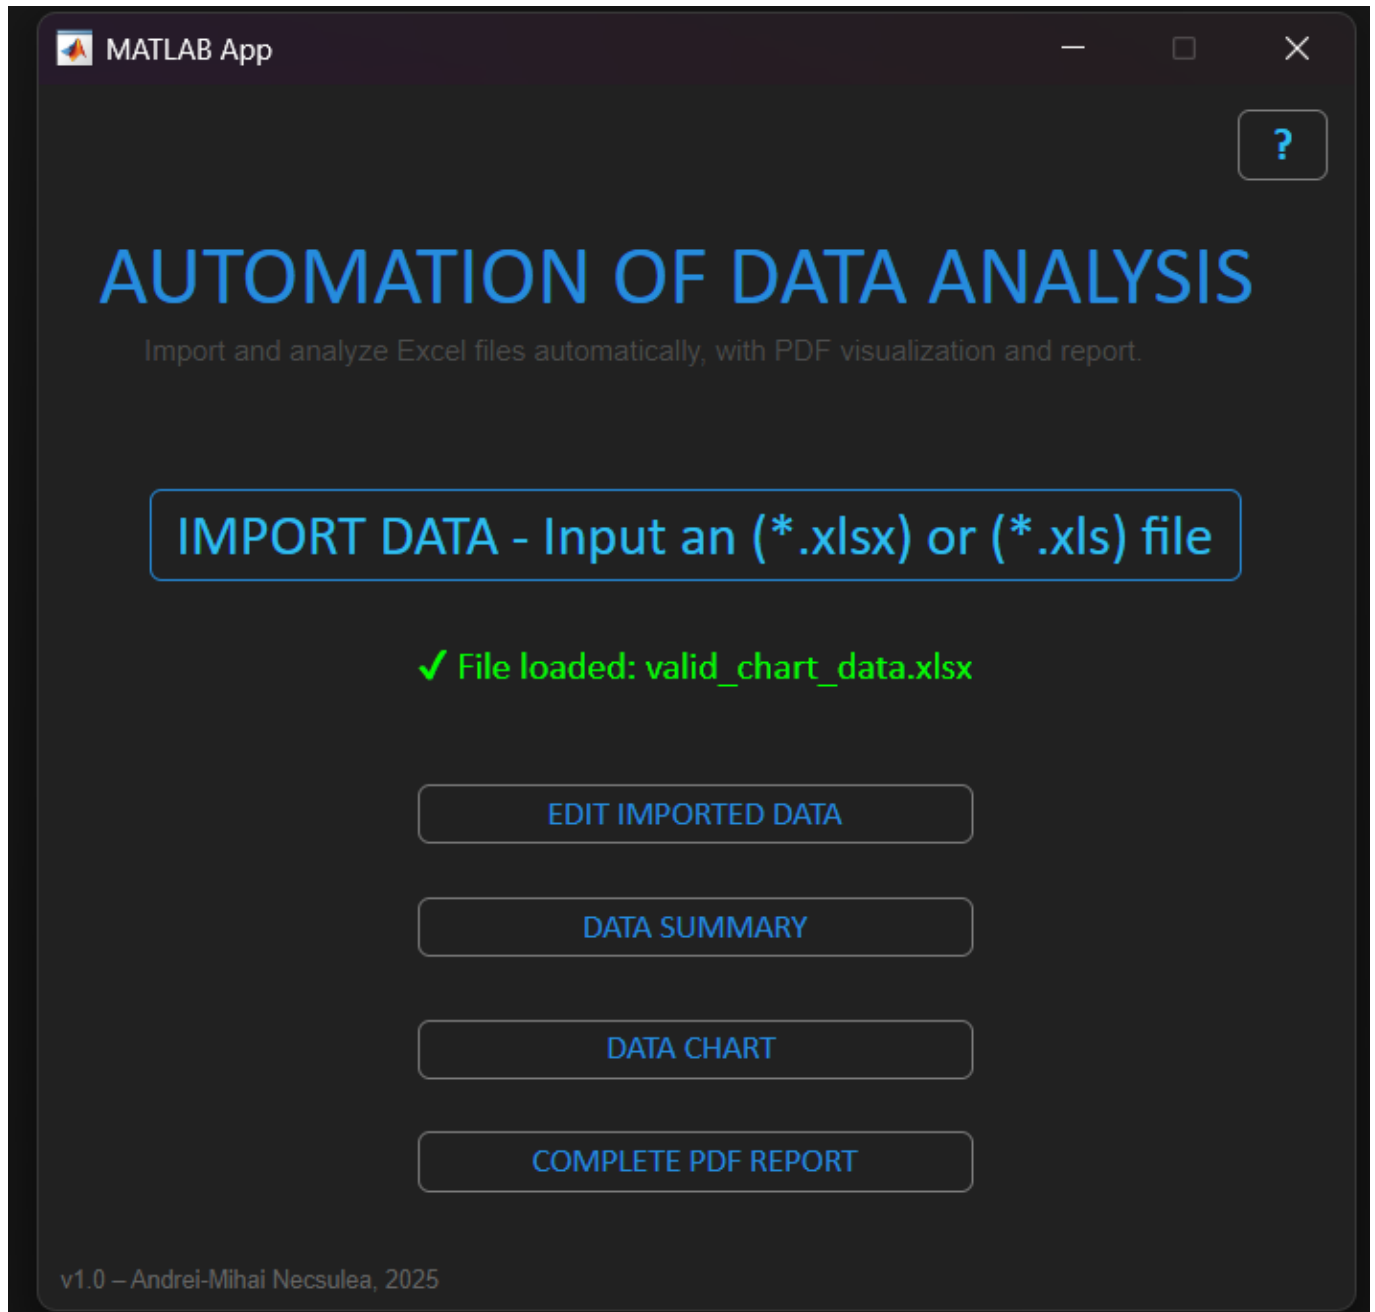 MATLAB App
?
AUTOMATION OF DATA ANALYSIS
Import and analyze Excel files automatically, with PDF visualization and report.
IMPORT DATA - Input an (*.xlsx) or (*.xls) file
✓ File loaded: valid_chart_data.xlsx
EDIT IMPORTED DATA
DATA SUMMARY
DATA CHART
COMPLETE PDF REPORT
v1.0 – Andrei-Mihai Necsulea, 2025